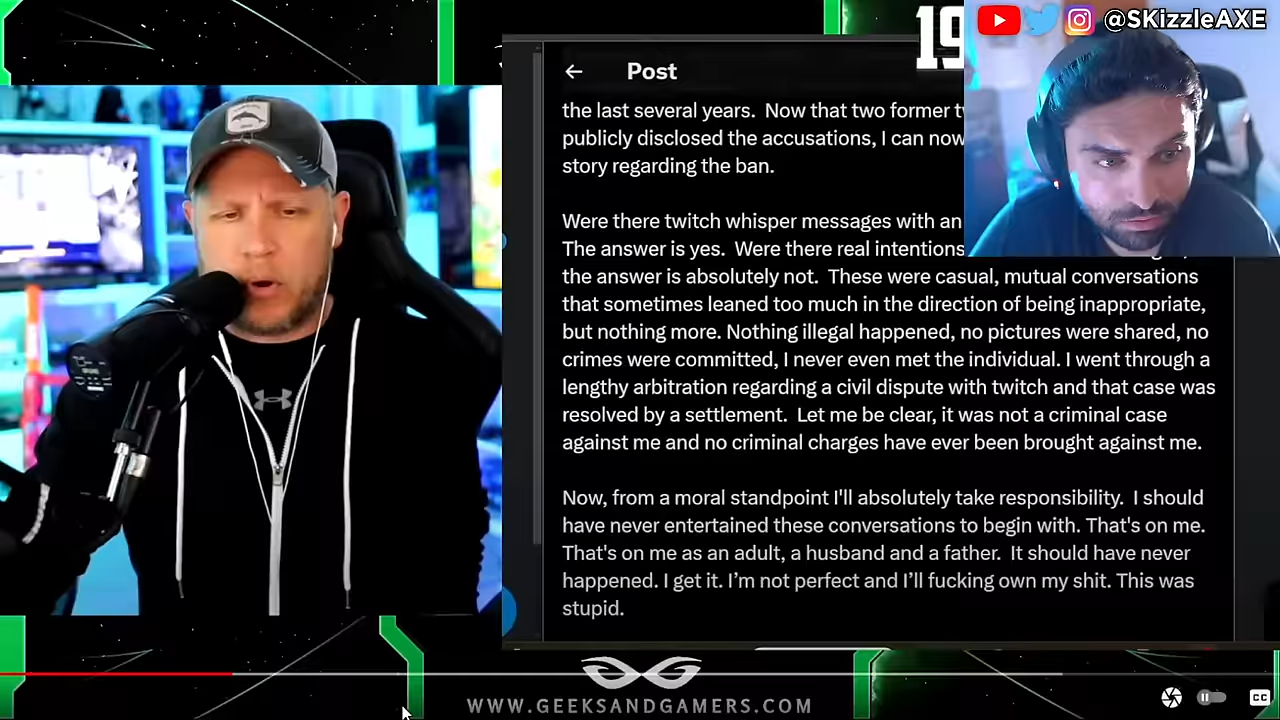 19
@SKizzleAXE
Post
the last several years. Now that two former
publicly disclosed the accusations, I can now
story regarding the ban.
Were there twitch whisper messages with an
The answer is yes. Were there real intentions
the answer is absolutely not. These were casual, mutual conversations
that sometimes leaned too much in the direction of being inappropriate,
but nothing more. Nothing illegal happened, no pictures were shared, no
crimes were committed, I never even met the individual. I went through a
lengthy arbitration regarding a civil dispute with twitch and that case was
resolved by a settlement. Let me be clear, it was not a criminal case
against me and no criminal charges have ever been brought against me.
Now, from a moral standpoint I'll absolutely take responsibility. I should
have never entertained these conversations to begin with. That's on me.
That's on me as an adult, a husband and a father. It should have never
happened. I get it. I’m not perfect and I’ll fucking own my shit. This was
stupid.
WWW.GEEKSANDGAMERS.COM
CC